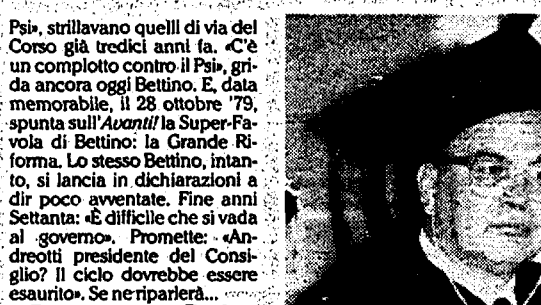 Psi», strillavano quelli di via del
Corso già tredici anni fa. «C'è
un complotto contro il Psi», gri-
da ancora oggi Bettino. E, data
memorabile, il 28 ottobre '79,
spunta sull'Avanti! la Super-Fa-
vola di Bettino: la Grande Ri-
forma. Lo stesso Bettino, intan-
to, si lancia in dichiarazioni a
dir poco avventate. Fine anni
Settanta: «È difficile che si vada
al governo». Promette: «An-
dreotti presidente del Consi-
glio? Il ciclo dovrebbe essere
esaurito». Se ne riparlerà...